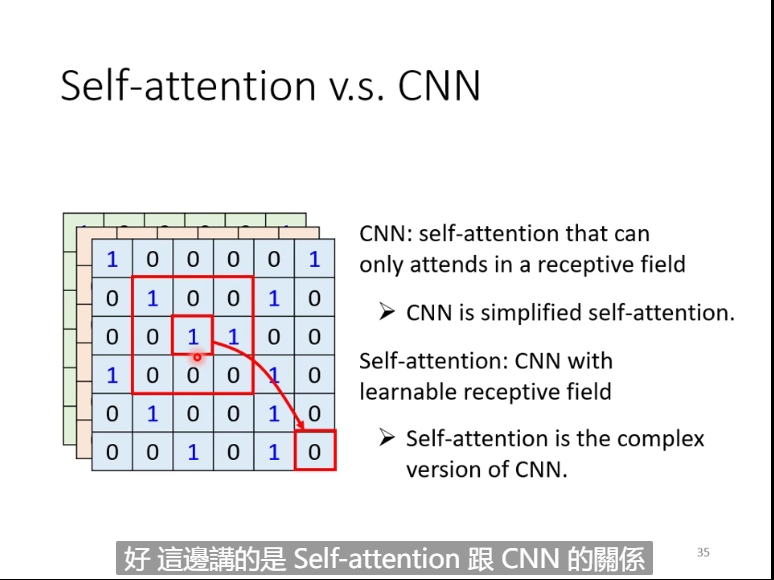 Self-attention v.s. CNN
1 0 0 0 0 1
0 1 0 0 1 0
0 0 1 1 0 0
1 0 0 0 1 0
0 1 0 0 1 0
0 0 1 0 1 0
CNN: self-attention that can
only attends in a receptive field
➢ CNN is simplified self-attention.
Self-attention: CNN with
learnable receptive field
➢ Self-attention is the complex
version of CNN.
好 這邊講的是 Self-attention 跟 CNN 的關係
35